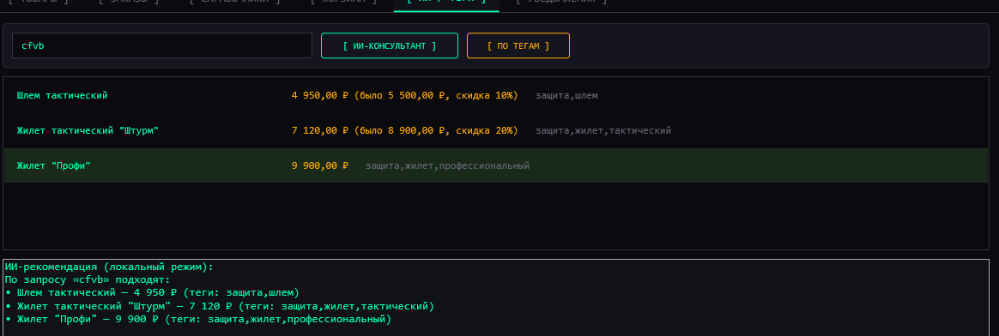 [ ТОВАРЫ ] [ ЗАКАЗЫ ] [ СПРАВОЧНИКИ ] [ КОРЗИНА ] [ ИИ / ТЕГИ ] [ УВЕДОМЛЕНИЯ ]
cfvb [ ИИ-КОНСУЛЬТАНТ ] [ ПО ТЕГАМ ]
Шлем тактический 4 950,00 ₽ (было 5 500,00 ₽, скидка 10%) защита,шлем
Жилет тактический "Штурм" 7 120,00 ₽ (было 8 900,00 ₽, скидка 20%) защита,жилет,тактический
Жилет "Профи" 9 900,00 ₽ защита,жилет,профессиональный
ИИ-рекомендация (локальный режим):
По запросу «cfvb» подходят:
• Шлем тактический — 4 950 ₽ (теги: защита,шлем)
• Жилет тактический "Штурм" — 7 120 ₽ (теги: защита,жилет,тактический)
• Жилет "Профи" — 9 900 ₽ (теги: защита,жилет,профессиональный)